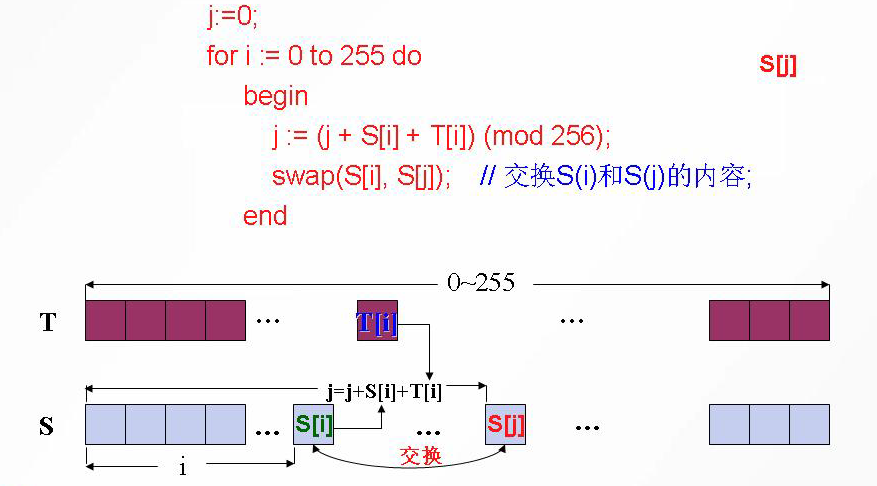 j:=0;
for i := 0 to 255 do
S[j]
begin
j := (j + S[i] + T[i]) (mod 256);
swap(S[i], S[j]); // 交换S(i)和S(j)的内容;
end
0~255
T ... T[i] ...
j=j+S[i]+T[i]
S ... S[i] ... S[j] ...
交换
i